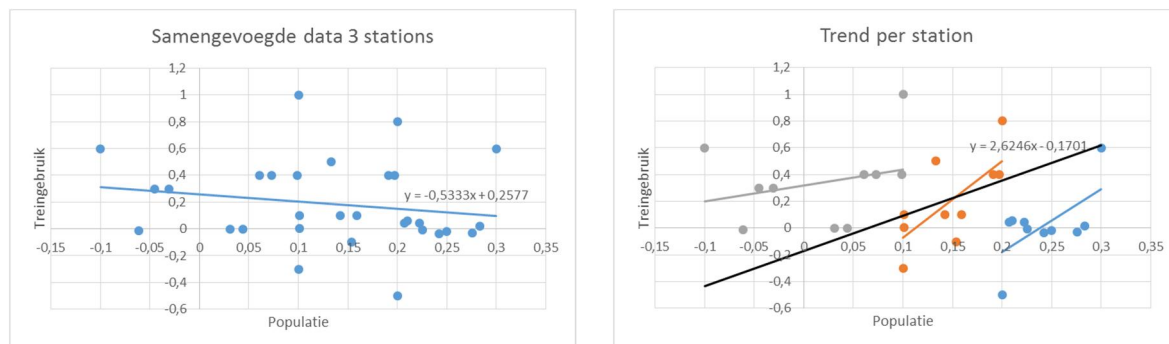 Samengevoegde data 3 stations
1,2
1
0,8
0,6
0,4
0,2
0
-0,2
-0,4
-0,6
-0,15 -0,1 -0,05 0 0,05 0,1 0,15 0,2 0,25 0,3 0,35
Treingebruik
Populatie
y = -0,5333x + 0,2577
Trend per station
1,2
1
0,8
0,6
0,4
0,2
0
-0,2
-0,4
-0,6
-0,15 -0,1 -0,05 0 0,05 0,1 0,15 0,2 0,25 0,3 0,35
Treingebruik
Populatie
y = 2,6246x - 0,1701